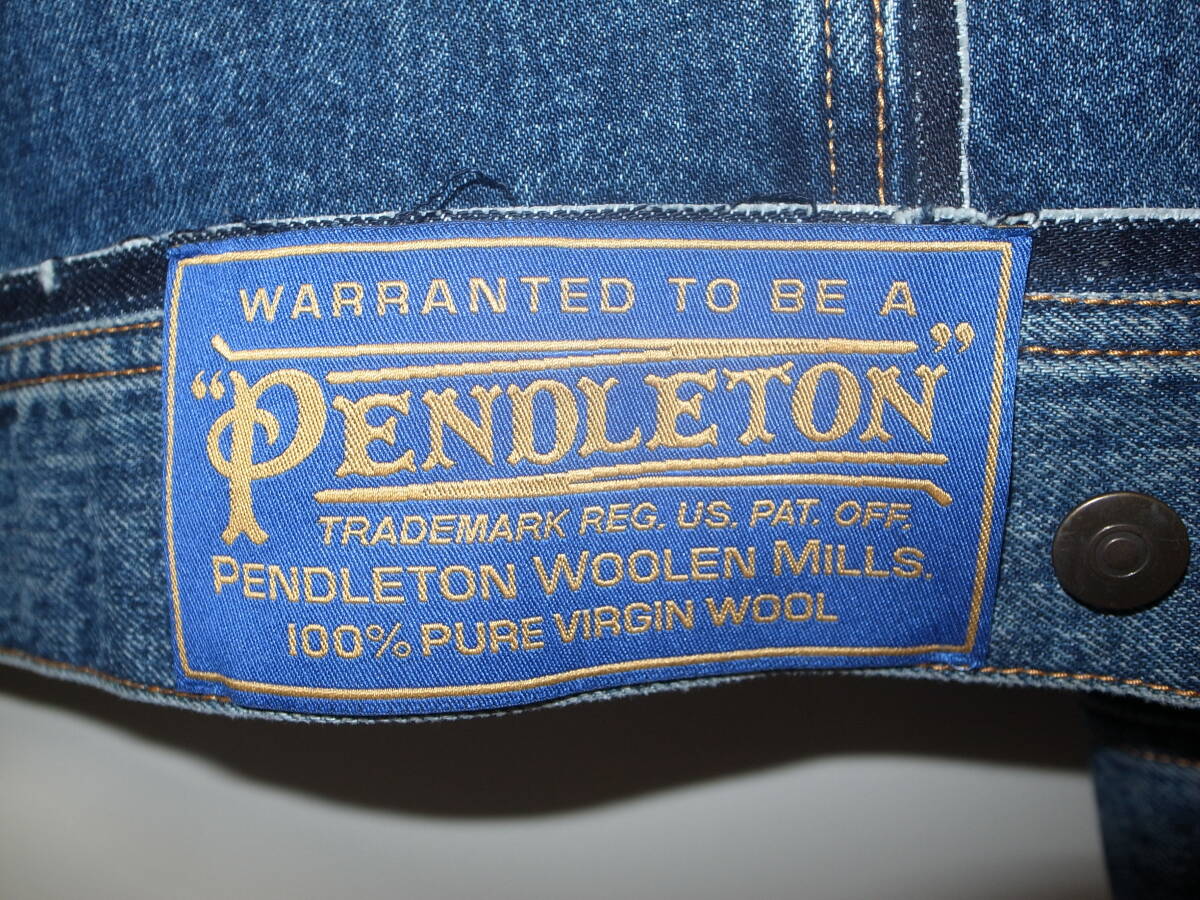 WARRANTED TO BE A
“PENDLETON”
TRADEMARK REG. US. PAT. OFF.
PENDLETON WOOLEN MILLS.
100% PURE VIRGIN WOOL